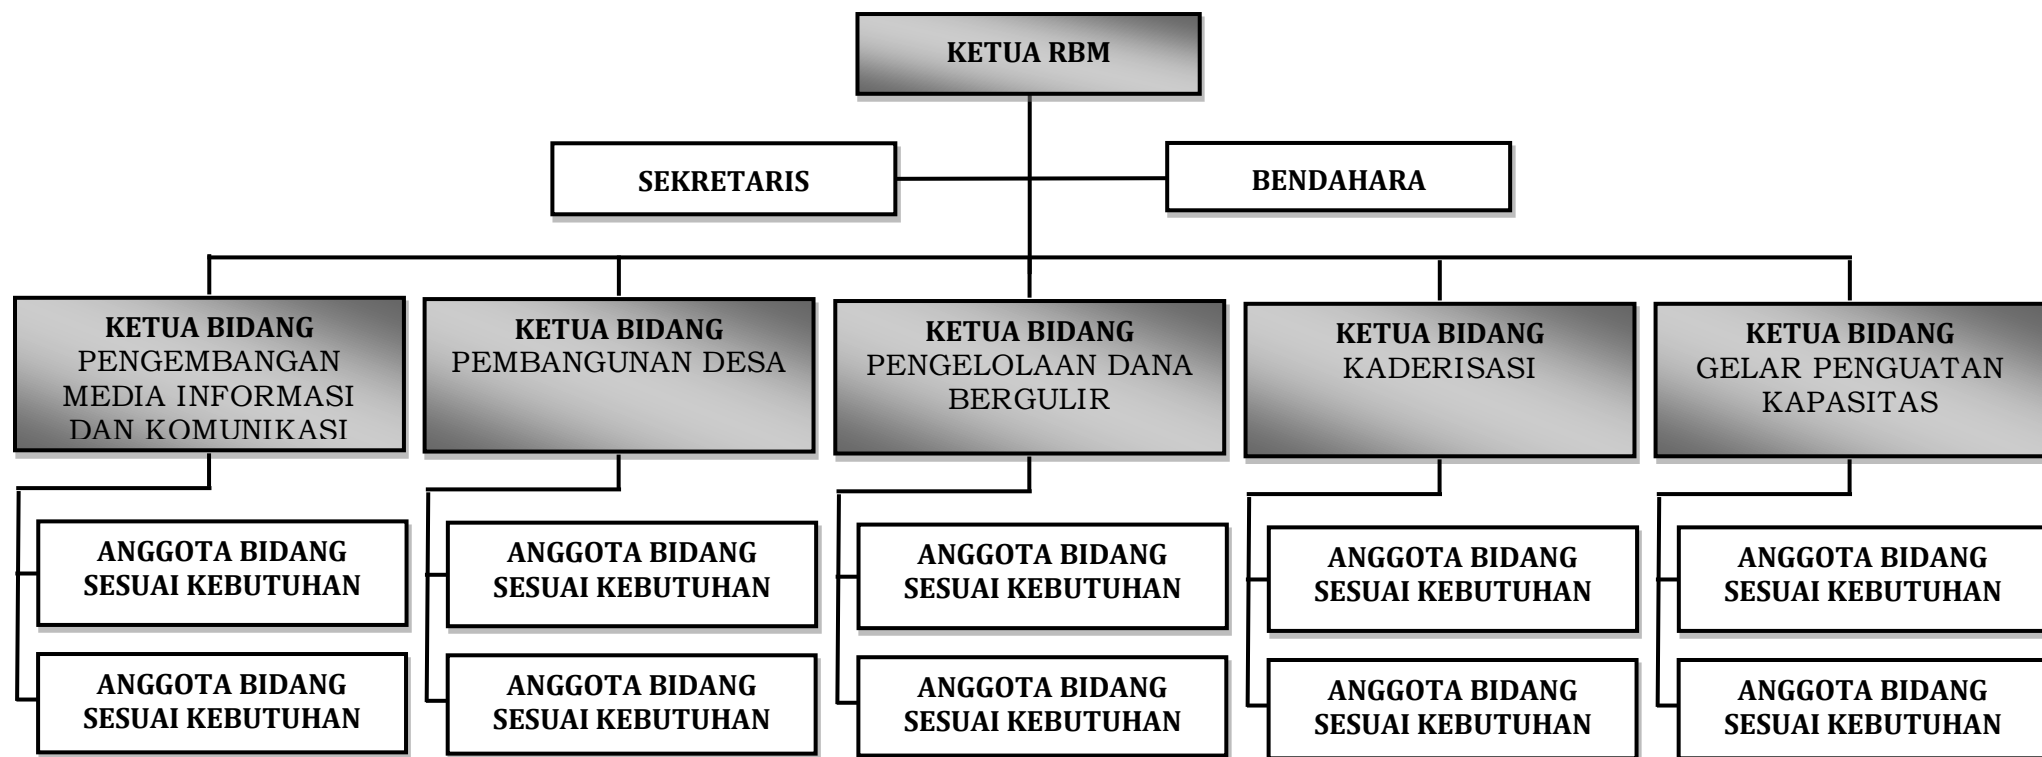 KETUA RBM
SEKRETARIS
BENDAHARA
KETUA BIDANG
PENGEMBANGAN
MEDIA INFORMASI
DAN KOMUNIKASI
KETUA BIDANG
PEMBANGUNAN DESA
KETUA BIDANG
PENGELOLAAN DANA
BERGULIR
KETUA BIDANG
KADERISASI
KETUA BIDANG
GELAR PENGUATAN
KAPASITAS
ANGGOTA BIDANG
SESUAI KEBUTUHAN
ANGGOTA BIDANG
SESUAI KEBUTUHAN
ANGGOTA BIDANG
SESUAI KEBUTUHAN
ANGGOTA BIDANG
SESUAI KEBUTUHAN
ANGGOTA BIDANG
SESUAI KEBUTUHAN
ANGGOTA BIDANG
SESUAI KEBUTUHAN
ANGGOTA BIDANG
SESUAI KEBUTUHAN
ANGGOTA BIDANG
SESUAI KEBUTUHAN
ANGGOTA BIDANG
SESUAI KEBUTUHAN
ANGGOTA BIDANG
SESUAI KEBUTUHAN